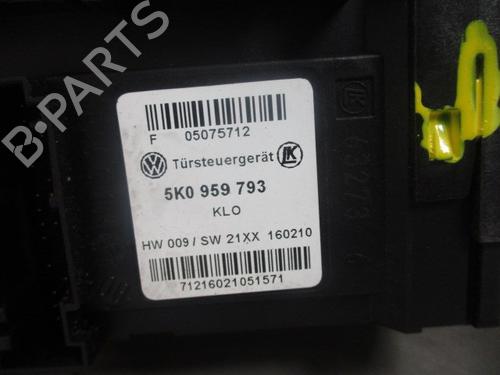 B-PARTS
F 05075712
Türsteuergerät
5K0 959 793
KLO
HW 009 / SW 21XX 160210
71216021051571